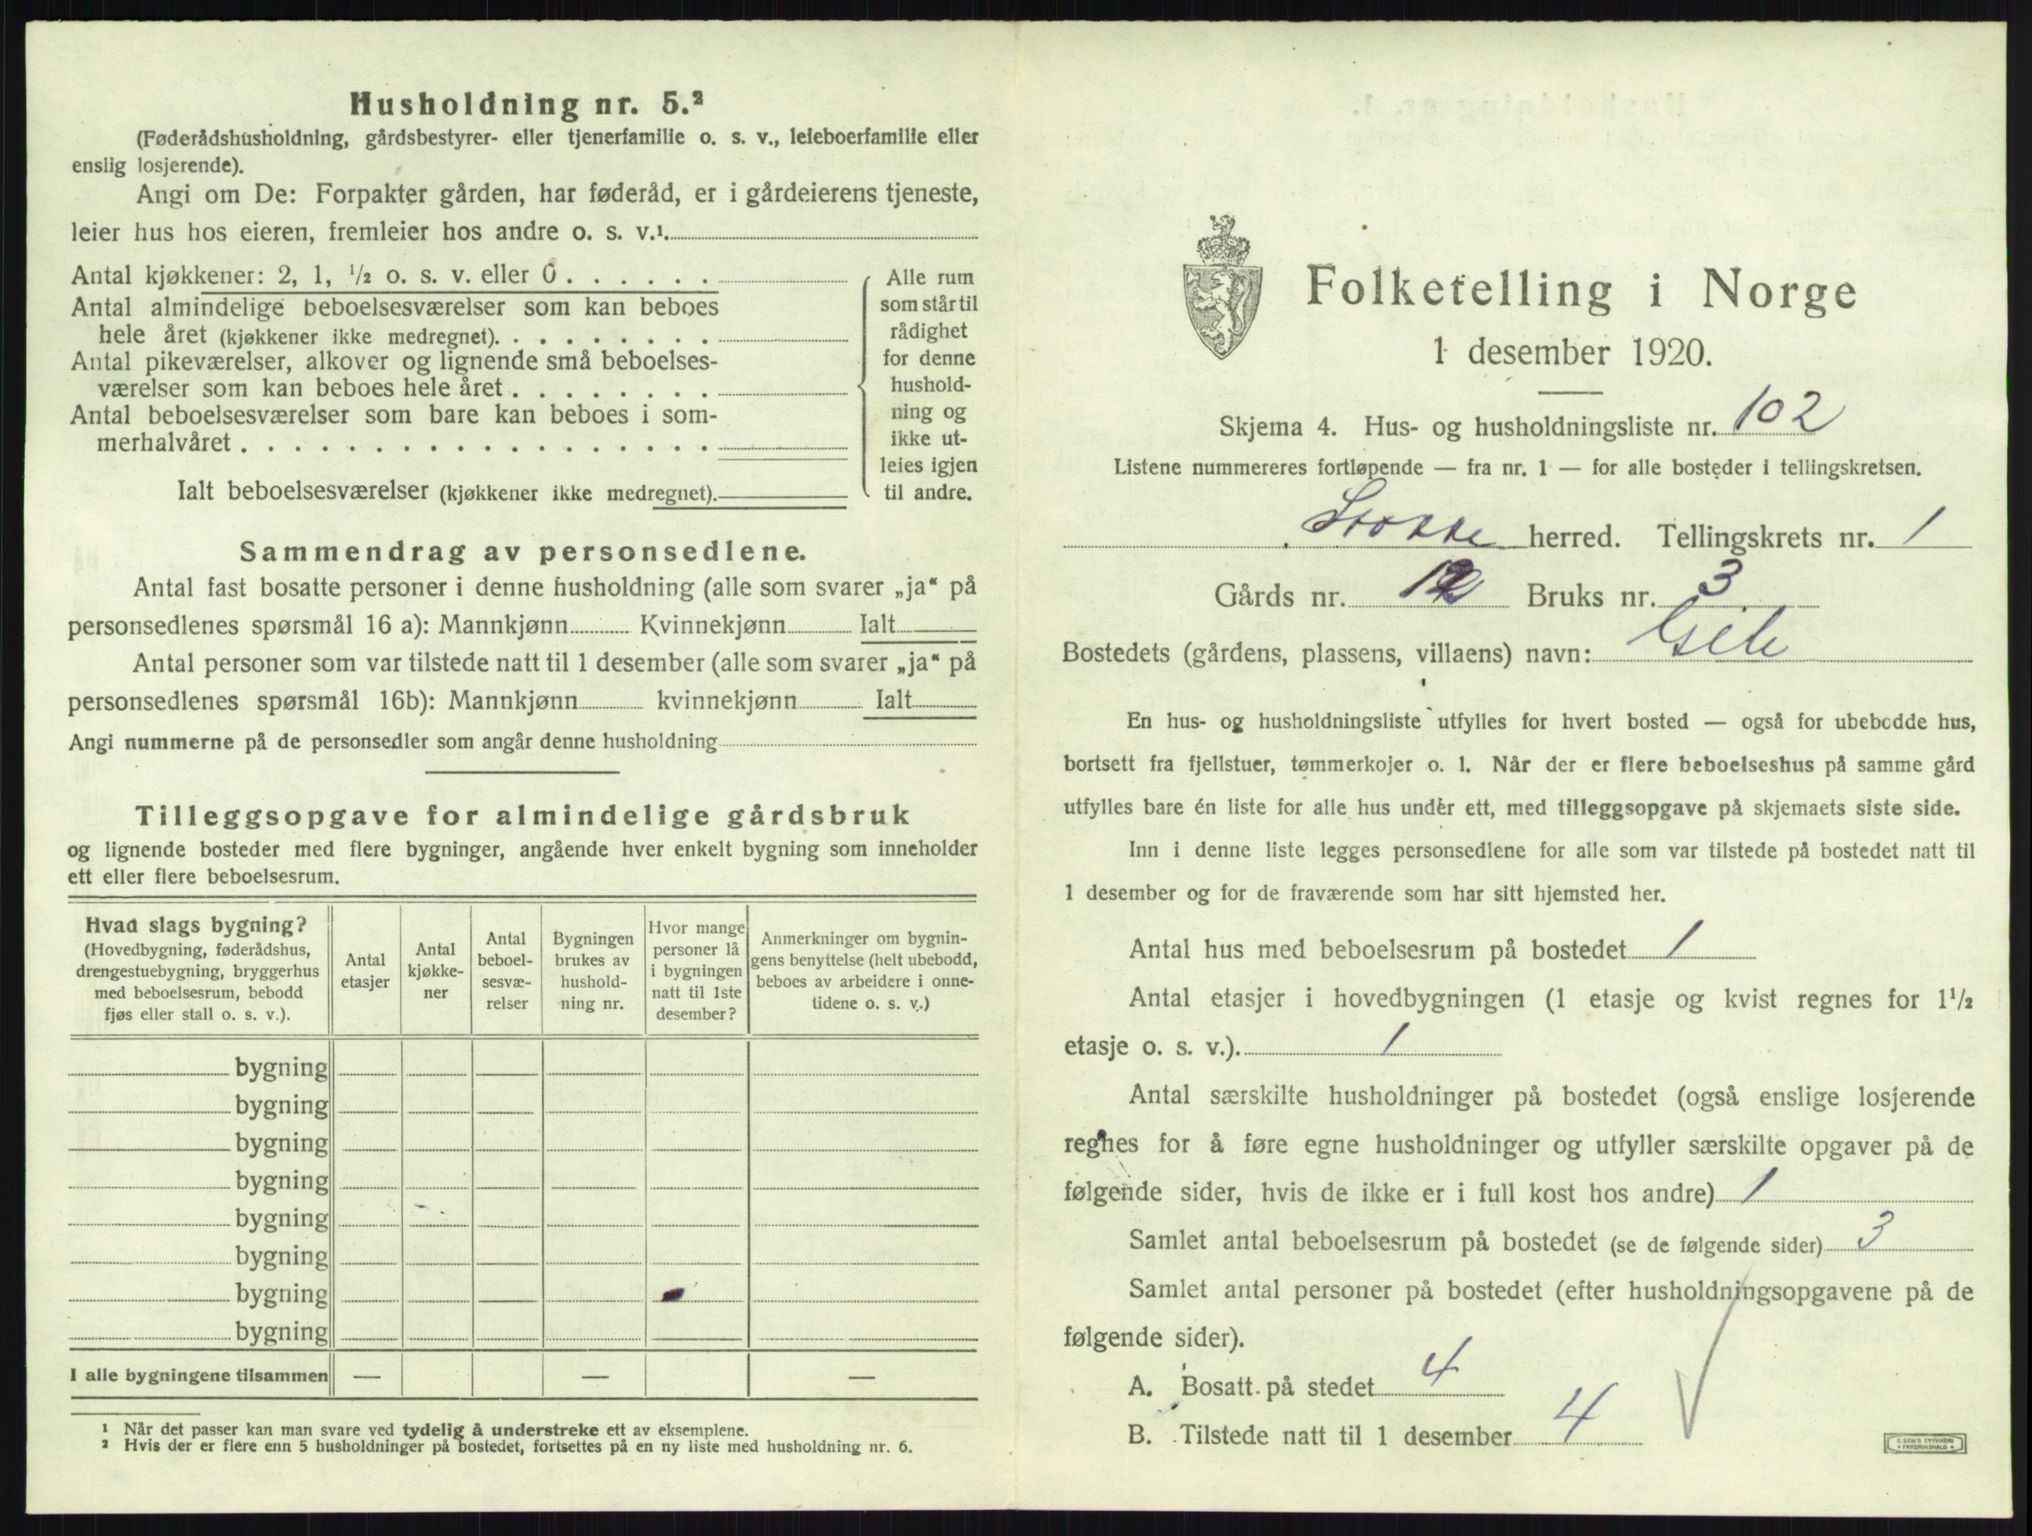 Husholdning nr. 5.²
(Føderådshusholdning, gårdsbestyrer- eller tjenerfamilie o. s. v., leieboerfamilie eller
enslig losjerende).
Angi om De: Forpakter gården, har føderåd, er i gårdeierens tjeneste,
leier hus hos eieren, fremleier hos andre o. s. v.¹
Antal kjøkkener: 2, 1, ½ o. s. v. eller 0
Antal almindelige beboelsesværelser som kan beboes
hele året (kjøkkener ikke medregnet)
Antal pikeværelser, alkover og lignende små beboelses-
værelser som kan beboes hele året
Antal beboelsesværelser som bare kan beboes i som-
merhalvåret
Ialt beboelsesværelser (kjøkkener ikke medregnet)
Alle rum
som står til
rådighet
for denne
hushold-
ning og
ikke ut-
leies igjen
til andre.
Sammendrag av personsedlene.
Antal fast bosatte personer i denne husholdning (alle som svarer „ja“ på
personsedlenes spørsmål 16 a): Mannkjønn Kvinnekjønn Ialt
Antal personer som var tilstede natt til 1 desember (alle som svarer „ja“ på
personsedlenes spørsmål 16b): Mannkjønn kvinnekjønn Ialt
Angi nummerne på de personsedler som angår denne husholdning
Tilleggsopgave for almindelige gårdsbruk
og lignende bosteder med flere bygninger, angående hver enkelt bygning som inneholder
ett eller flere beboelsesrum.
Hvad slags bygning?
(Hovedbygning, føderådshus,
drengestuebygning, bryggerhus
med beboelsesrum, bebodd
fjøs eller stall o. s. v.).
Antal
etasjer
Antal
kjøkke-
ner
Antal
beboel-
sesvæ-
relser
Bygningen
brukes av
hushold-
ning nr.
Hvor mange
personer lå
i bygningen
natt til 1ste
desember?
Anmerkninger om bygnin-
gens benyttelse (helt ubebodd,
beboes av arbeidere i onne-
tidene o. s. v.)
bygning
bygning
bygning
bygning
bygning
bygning
bygning
bygning
I alle bygningene tilsammen — — —
¹ Når det passer kan man svare ved tydelig å understreke ett av eksemplene.
² Hvis der er flere enn 5 husholdninger på bostedet, fortsettes på en ny liste med husholdning nr. 6.
Folketelling i Norge
1 desember 1920.
Skjema 4. Hus- og husholdningsliste nr. 102
Listene nummereres fortløpende — fra nr. 1 — for alle bosteder i tellingskretsen.
Stokke herred. Tellingskrets nr. 1
Gårds nr. 12 Bruks nr. 3
Bostedets (gårdens, plassens, villaens) navn:
En hus- og husholdningsliste utfylles for hvert bosted — også for ubebodde hus,
bortsett fra fjellstuer, tømmerkojer o. l. Når der er flere beboelseshus på samme gård
utfylles bare én liste for alle hus under ett, med tilleggsopgave på skjemaets siste side.
Inn i denne liste legges personsedlene for alle som var tilstede på bostedet natt til
1 desember og for de fraværende som har sitt hjemsted her.
Antal hus med beboelsesrum på bostedet 1
Antal etasjer i hovedbygningen (1 etasje og kvist regnes for 1½
etasje o. s. v.). 1
Antal særskilte husholdninger på bostedet (også enslige losjerende
regnes for å føre egne husholdninger og utfyller særskilte opgaver på de
følgende sider, hvis de ikke er i full kost hos andre) 1
Samlet antal beboelsesrum på bostedet (se de følgende sider) 3
Samlet antal personer på bostedet (efter husholdningsopgavene på de
følgende sider).
A. Bosatt på stedet 4
B. Tilstede natt til 1 desember 4